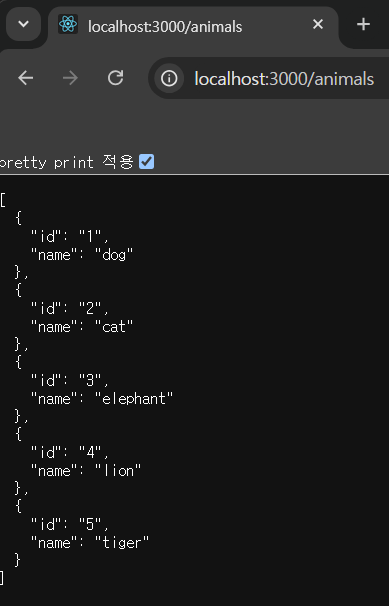 localhost:3000/animals
localhost:3000/animals
pretty print 적용
[
  {
    "id": "1",
    "name": "dog"
  },
  {
    "id": "2",
    "name": "cat"
  },
  {
    "id": "3",
    "name": "elephant"
  },
  {
    "id": "4",
    "name": "lion"
  },
  {
    "id": "5",
    "name": "tiger"
  }
]